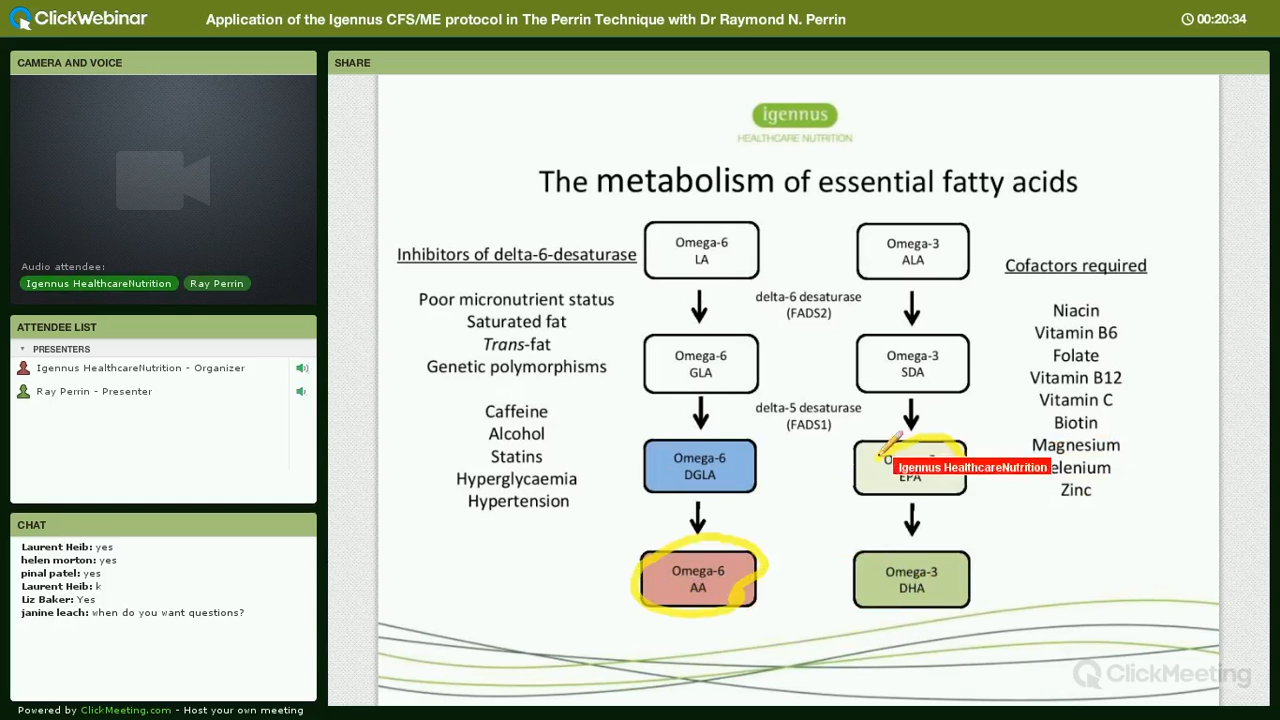 ClickWebinar
Application of the Igennus CFS/ME protocol in The Perrin Technique with Dr Raymond N. Perrin
00:20:34
CAMERA AND VOICE
Audio attendee:
Igennus HealthcareNutrition
Ray Perrin
ATTENDEE LIST
PRESENTERS
Igennus HealthcareNutrition - Organizer
Ray Perrin - Presenter
CHAT
Laurent Heib: yes
helen morton: yes
pinal patel: yes
Laurent Heib: k
Liz Baker: Yes
janine leach: when do you want questions?
Powered by ClickMeeting.com - Host your own meeting
SHARE
igennus
HEALTHCARE NUTRITION
The metabolism of essential fatty acids
Inhibitors of delta-6-desaturase
Poor micronutrient status
Saturated fat
Trans-fat
Genetic polymorphisms
Caffeine
Alcohol
Statins
Hyperglycaemia
Hypertension
Omega-6
LA
Omega-6
GLA
Omega-6
DGLA
Omega-6
AA
delta-6 desaturase
(FADS2)
delta-5 desaturase
(FADS1)
Omega-3
ALA
Omega-3
SDA
Igennus HealthcareNutrition
EPA
Omega-3
DHA
Cofactors required
Niacin
Vitamin B6
Folate
Vitamin B12
Vitamin C
Biotin
Magnesium
elenium
Zinc
ClickMeeting